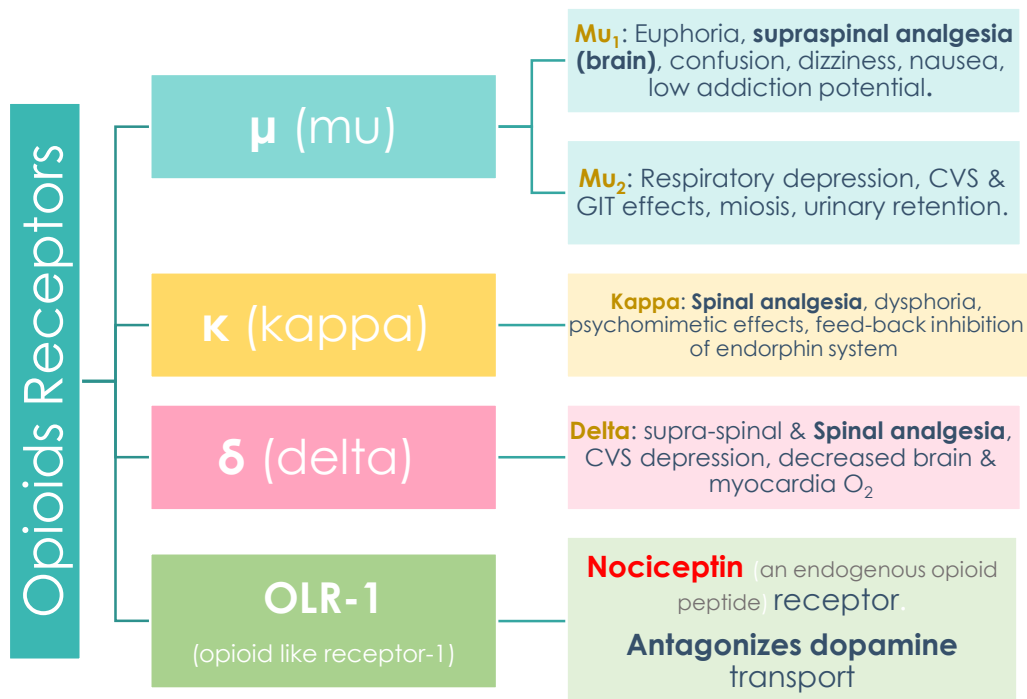 Opioids Receptors
μ (mu)
Mu₁: Euphoria, supraspinal analgesia
(brain), confusion, dizziness, nausea,
low addiction potential.
Mu₂: Respiratory depression, CVS &
GIT effects, miosis, urinary retention.
κ (kappa)
Kappa: Spinal analgesia, dysphoria,
psychomimetic effects, feed-back inhibition
of endorphin system
δ (delta)
Delta: supra-spinal & Spinal analgesia,
CVS depression, decreased brain &
myocardia O₂
OLR-1
(opioid like receptor-1)
Nociceptin (an endogenous opioid
peptide) receptor.
Antagonizes dopamine
transport